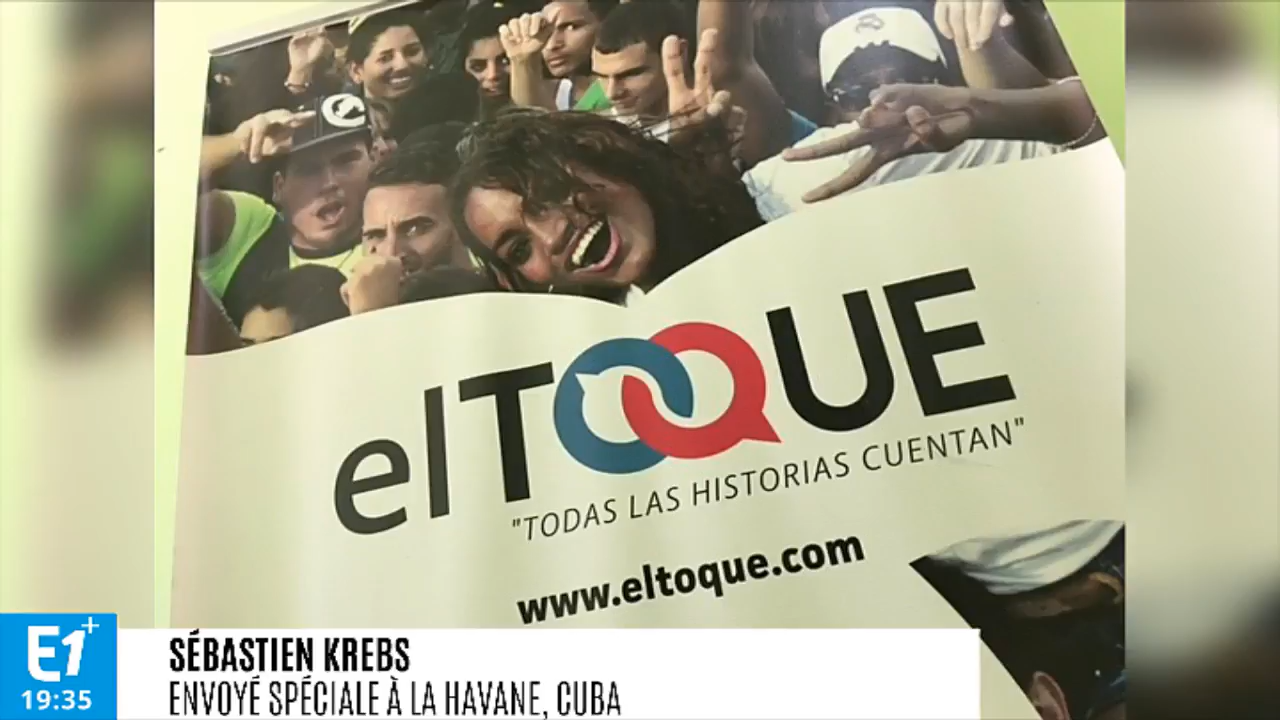 elTOQUE
"TODAS LAS HISTORIAS CUENTAN"
www.eltoque.com
E1+
19:35
SÉBASTIEN KREBS
ENVOYÉ SPÉCIALE À LA HAVANE, CUBA